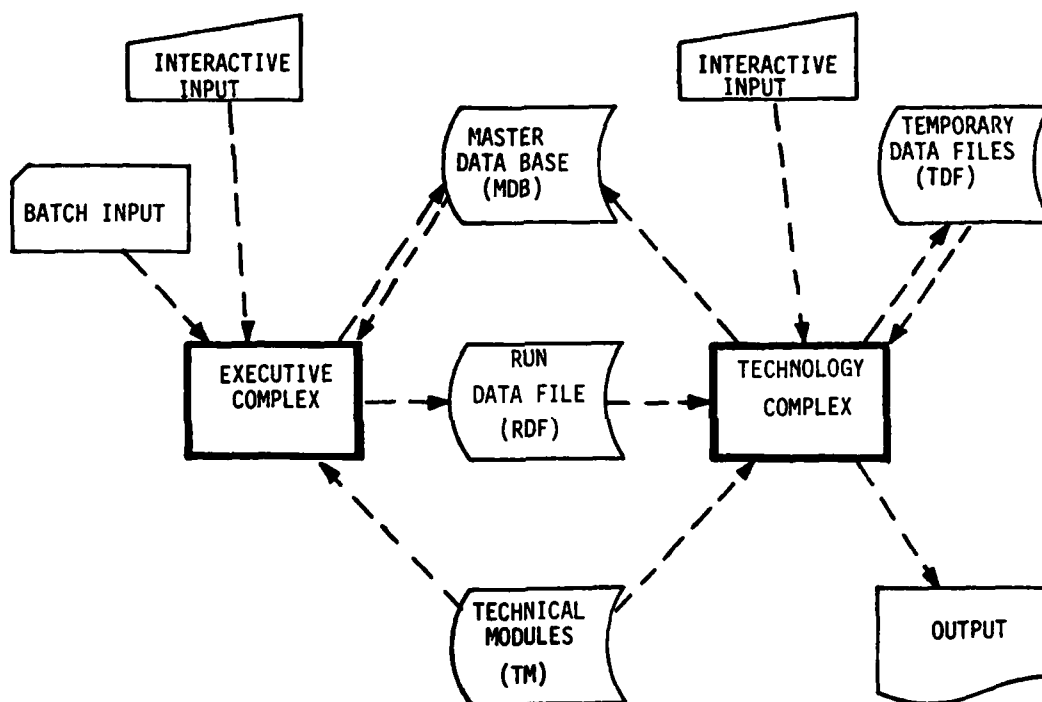 INTERACTIVE
INPUT
INTERACTIVE
INPUT
MASTER
DATA BASE
(MDB)
TEMPORARY
DATA FILES
(TDF)
BATCH INPUT
EXECUTIVE
COMPLEX
RUN
DATA FILE
(RDF)
TECHNOLOGY
COMPLEX
TECHNICAL
MODULES
(TM)
OUTPUT